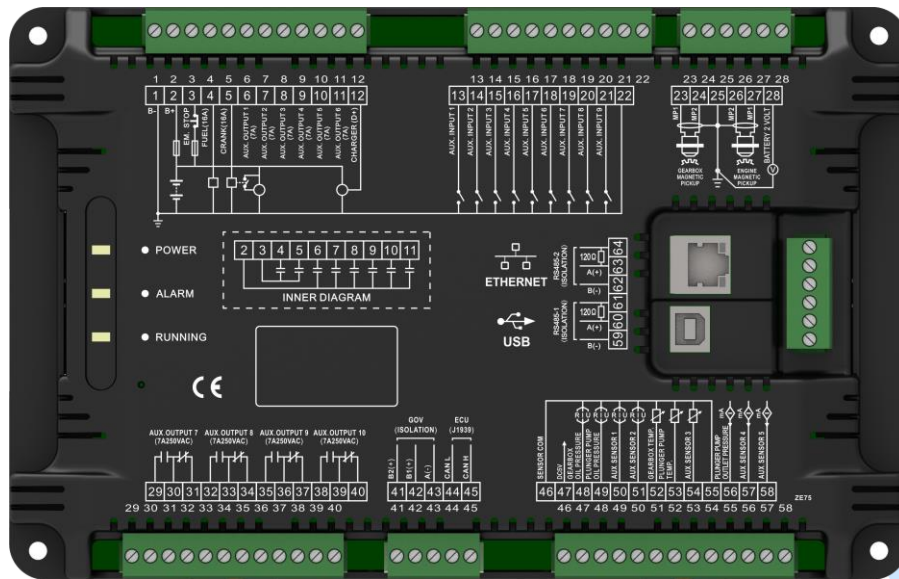 1 2 3 4 5 6 7 8 9 10 11 12
1 2 3 4 5 6 7 8 9 10 11 12
B-
B+
EM. STOP
FUEL(16A)
CRANK(16A)
AUX. OUTPUT 1
(7A)
AUX. OUTPUT 2
(7A)
AUX. OUTPUT 3
(7A)
AUX. OUTPUT 4
(7A)
AUX. OUTPUT 5
(7A)
AUX. OUTPUT 6
(7A)
CHARGER (D+)
13 14 15 16 17 18 19 20 21 22
13 14 15 16 17 18 19 20 21 22
AUX. INPUT 1
AUX. INPUT 2
AUX. INPUT 3
AUX. INPUT 4
AUX. INPUT 5
AUX. INPUT 6
AUX. INPUT 7
AUX. INPUT 8
AUX. INPUT 9
23 24 25 26 27 28
23 24 25 26 27 28
MP1
MP2
MP1
MP2
BATTERY 2 VOLT
V
GEARBOX
MAGNETIC
PICKUP
ENGINE
MAGNETIC
PICKUP
POWER
ALARM
RUNNING
2 3 4 5 6 7 8 9 10 11
INNER DIAGRAM
ETHERNET
USB
RS485-2
(ISOLATION)
120Ω
A(+)
B(-)
64
63
62
RS485-1
(ISOLATION)
120Ω
A(+)
B(-)
61
60
59
CE
AUX.OUTPUT 7
(7A250VAC)
AUX.OUTPUT 8
(7A250VAC)
AUX.OUTPUT 9
(7A250VAC)
AUX.OUTPUT 10
(7A250VAC)
29 30 31 32 33 34 35 36 37 38 39 40
29 30 31 32 33 34 35 36 37 38 39 40
GOV
(ISOLATION)
ECU
(J1939)
B2(+)
B1(+)
A(-)
CAN L
CAN H
41 42 43 44 45
41 42 43 44 45
SENSOR COM
DC5V
GEARBOX
OIL PRESSURE
PLUNGER PUMP
OIL PRESSURE
AUX SENSOR 1
AUX SENSOR 2
GEARBOX TEMP.
PLUNGER PUMP
TEMP.
AUX SENSOR 3
PLUNGER PUMP
OUTLET PRESSURE
AUX SENSOR 4
AUX SENSOR 5
R I U
R I U
R I U
R I U
mA
mA
mA
46 47 48 49 50 51 52 53 54 55 56 57 58
46 47 48 49 50 51 52 53 54 55 56 57 58
ZE75